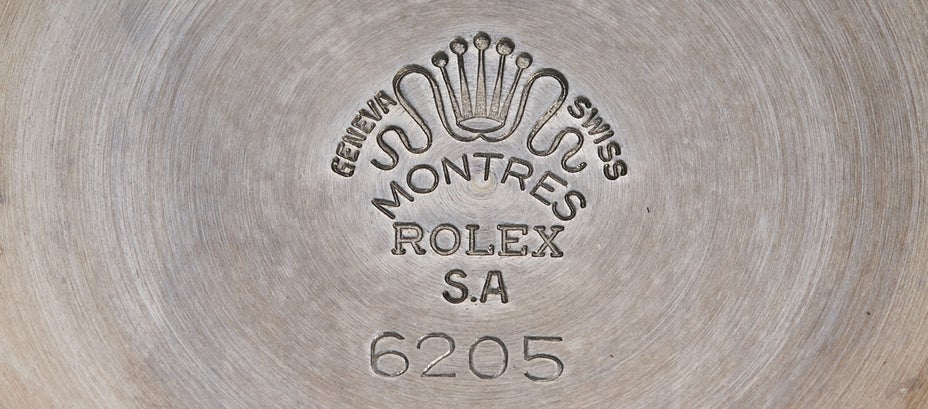 GENEVA SWISS
MONTRES
ROLEX
S.A
6205